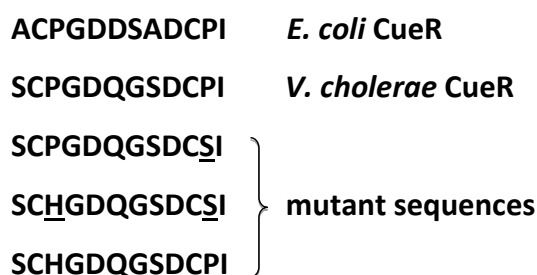 ACPGDDSADCPI E. coli CueR
SCPGDQGSDCPI V. cholerae CueR
SCPGDQGSDCSI
SCHGDQGSDCSI mutant sequences
SCHGDQGSDCPI